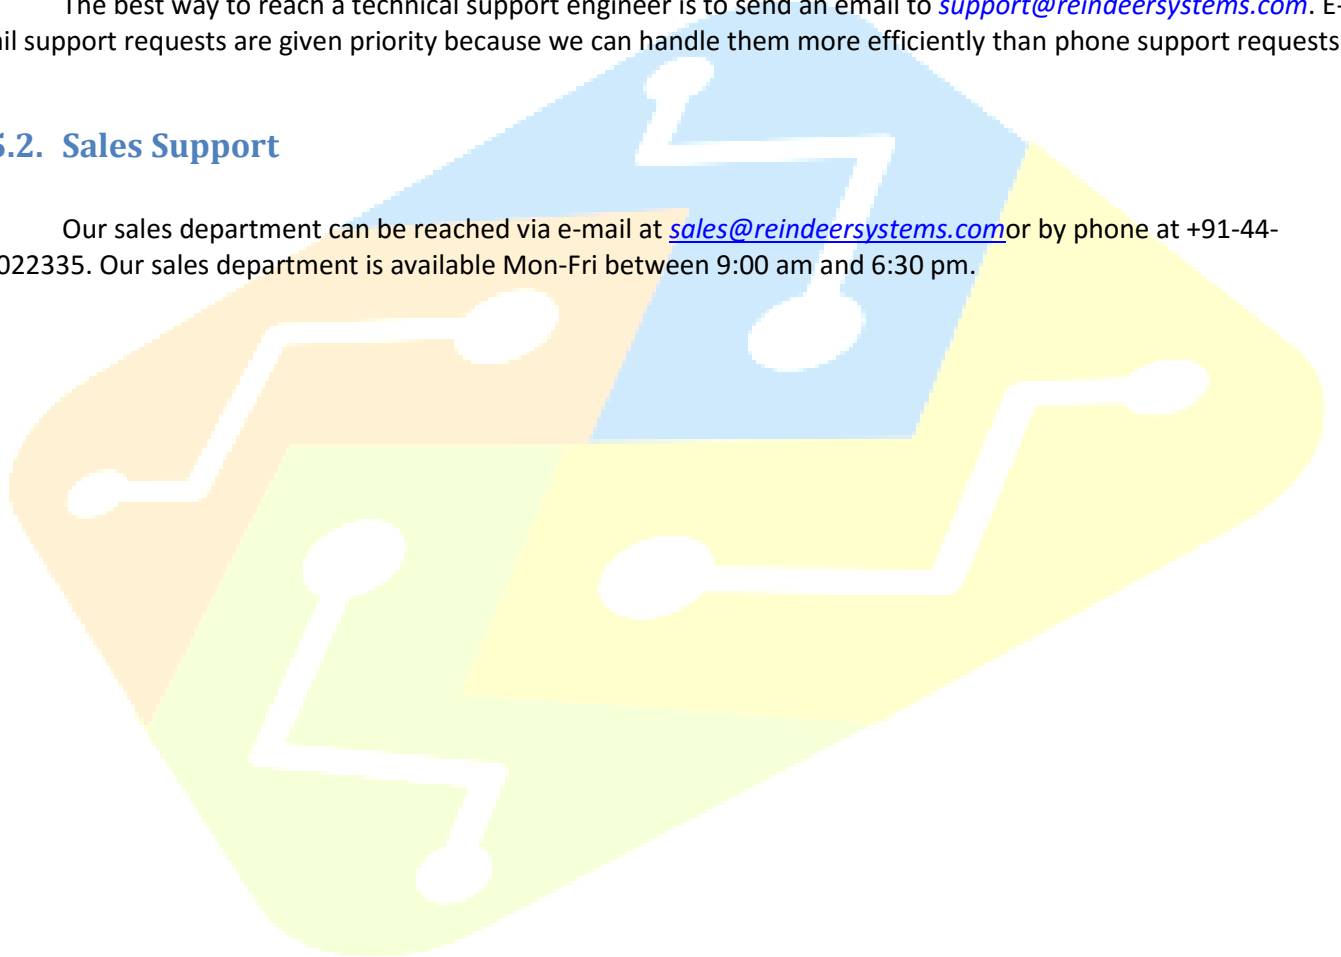 The best way to reach a technical support engineer is to send an email to support@reindeersystems.com. E-
il support requests are given priority because we can handle them more efficiently than phone support requests
5.2. Sales Support
Our sales department can be reached via e-mail at sales@reindeersystems.comor by phone at +91-44-
022335. Our sales department is available Mon-Fri between 9:00 am and 6:30 pm.